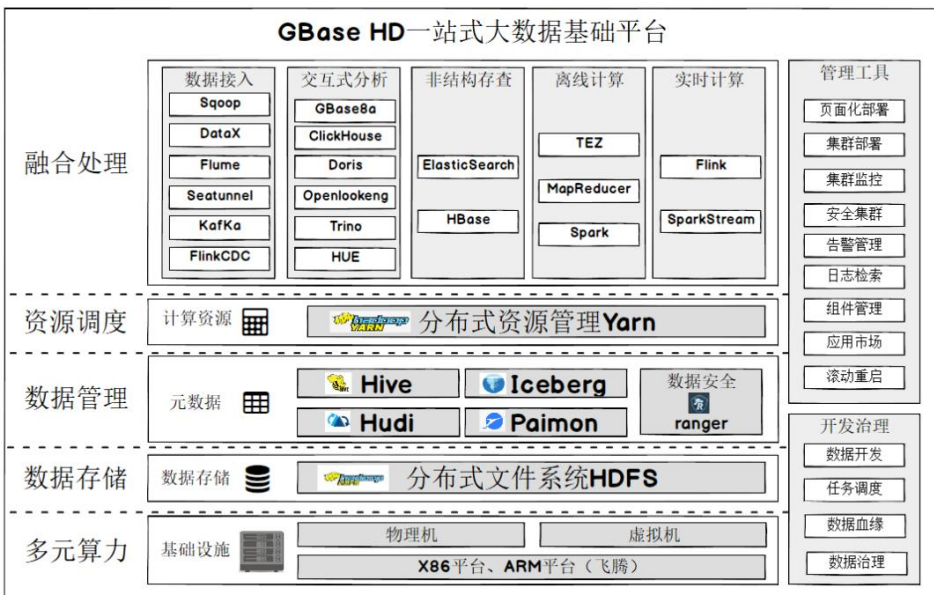 GBase HD一站式大数据基础平台
融合处理
数据接入
Sqoop
DataX
Flume
Seatunnel
KafKa
FlinkCDC
交互式分析
GBase8a
ClickHouse
Doris
Openlookeng
Trino
HUE
非结构存查
ElasticSearch
HBase
离线计算
TEZ
MapReducer
Spark
实时计算
Flink
SparkStream
资源调度
计算资源
YARN
分布式资源管理Yarn
数据管理
元数据
Hive
Iceberg
Hudi
Paimon
数据安全
ranger
数据存储
数据存储
分布式文件系统HDFS
多元算力
基础设施
物理机
虚拟机
X86平台、ARM平台（飞腾）
管理工具
页面化部署
集群部署
集群监控
安全集群
告警管理
日志检索
组件管理
应用市场
滚动重启
开发治理
数据开发
任务调度
数据血缘
数据治理